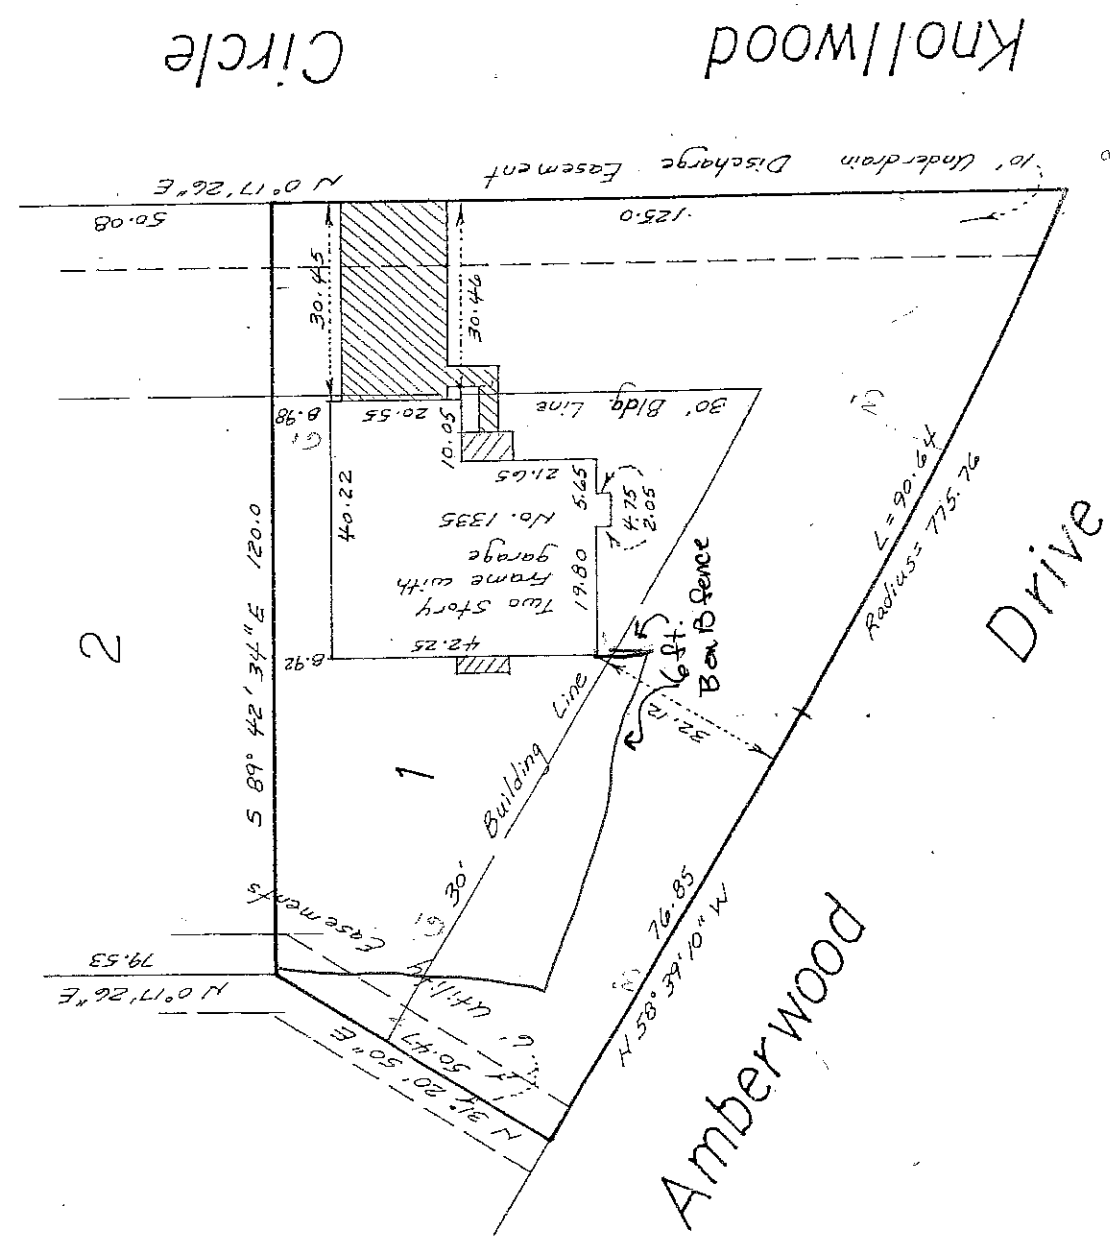 Knollwood
Circle
10' Underdrain Discharge Easement
N 0°17'26"E
50.08
125.0
30.45
30.46
30' Bldg. Line
8.98
20.55
10.05
21.65
5.65
4.75
2.05
40.22
No. 1335
Two Story
Frame with
garage
19.80
42.25
8.92
S 89° 42' 34" E 120.0
2
1
6 ft.
B on B fence
32.12
30' Building Line
L = 90.64
Radius = 775.76
Drive
Amberwood
76.85
N 58° 39' 10" W
Utility Easements
6'
79.53
N 0°17'26"E
50.47
N 31° 20' 50" E